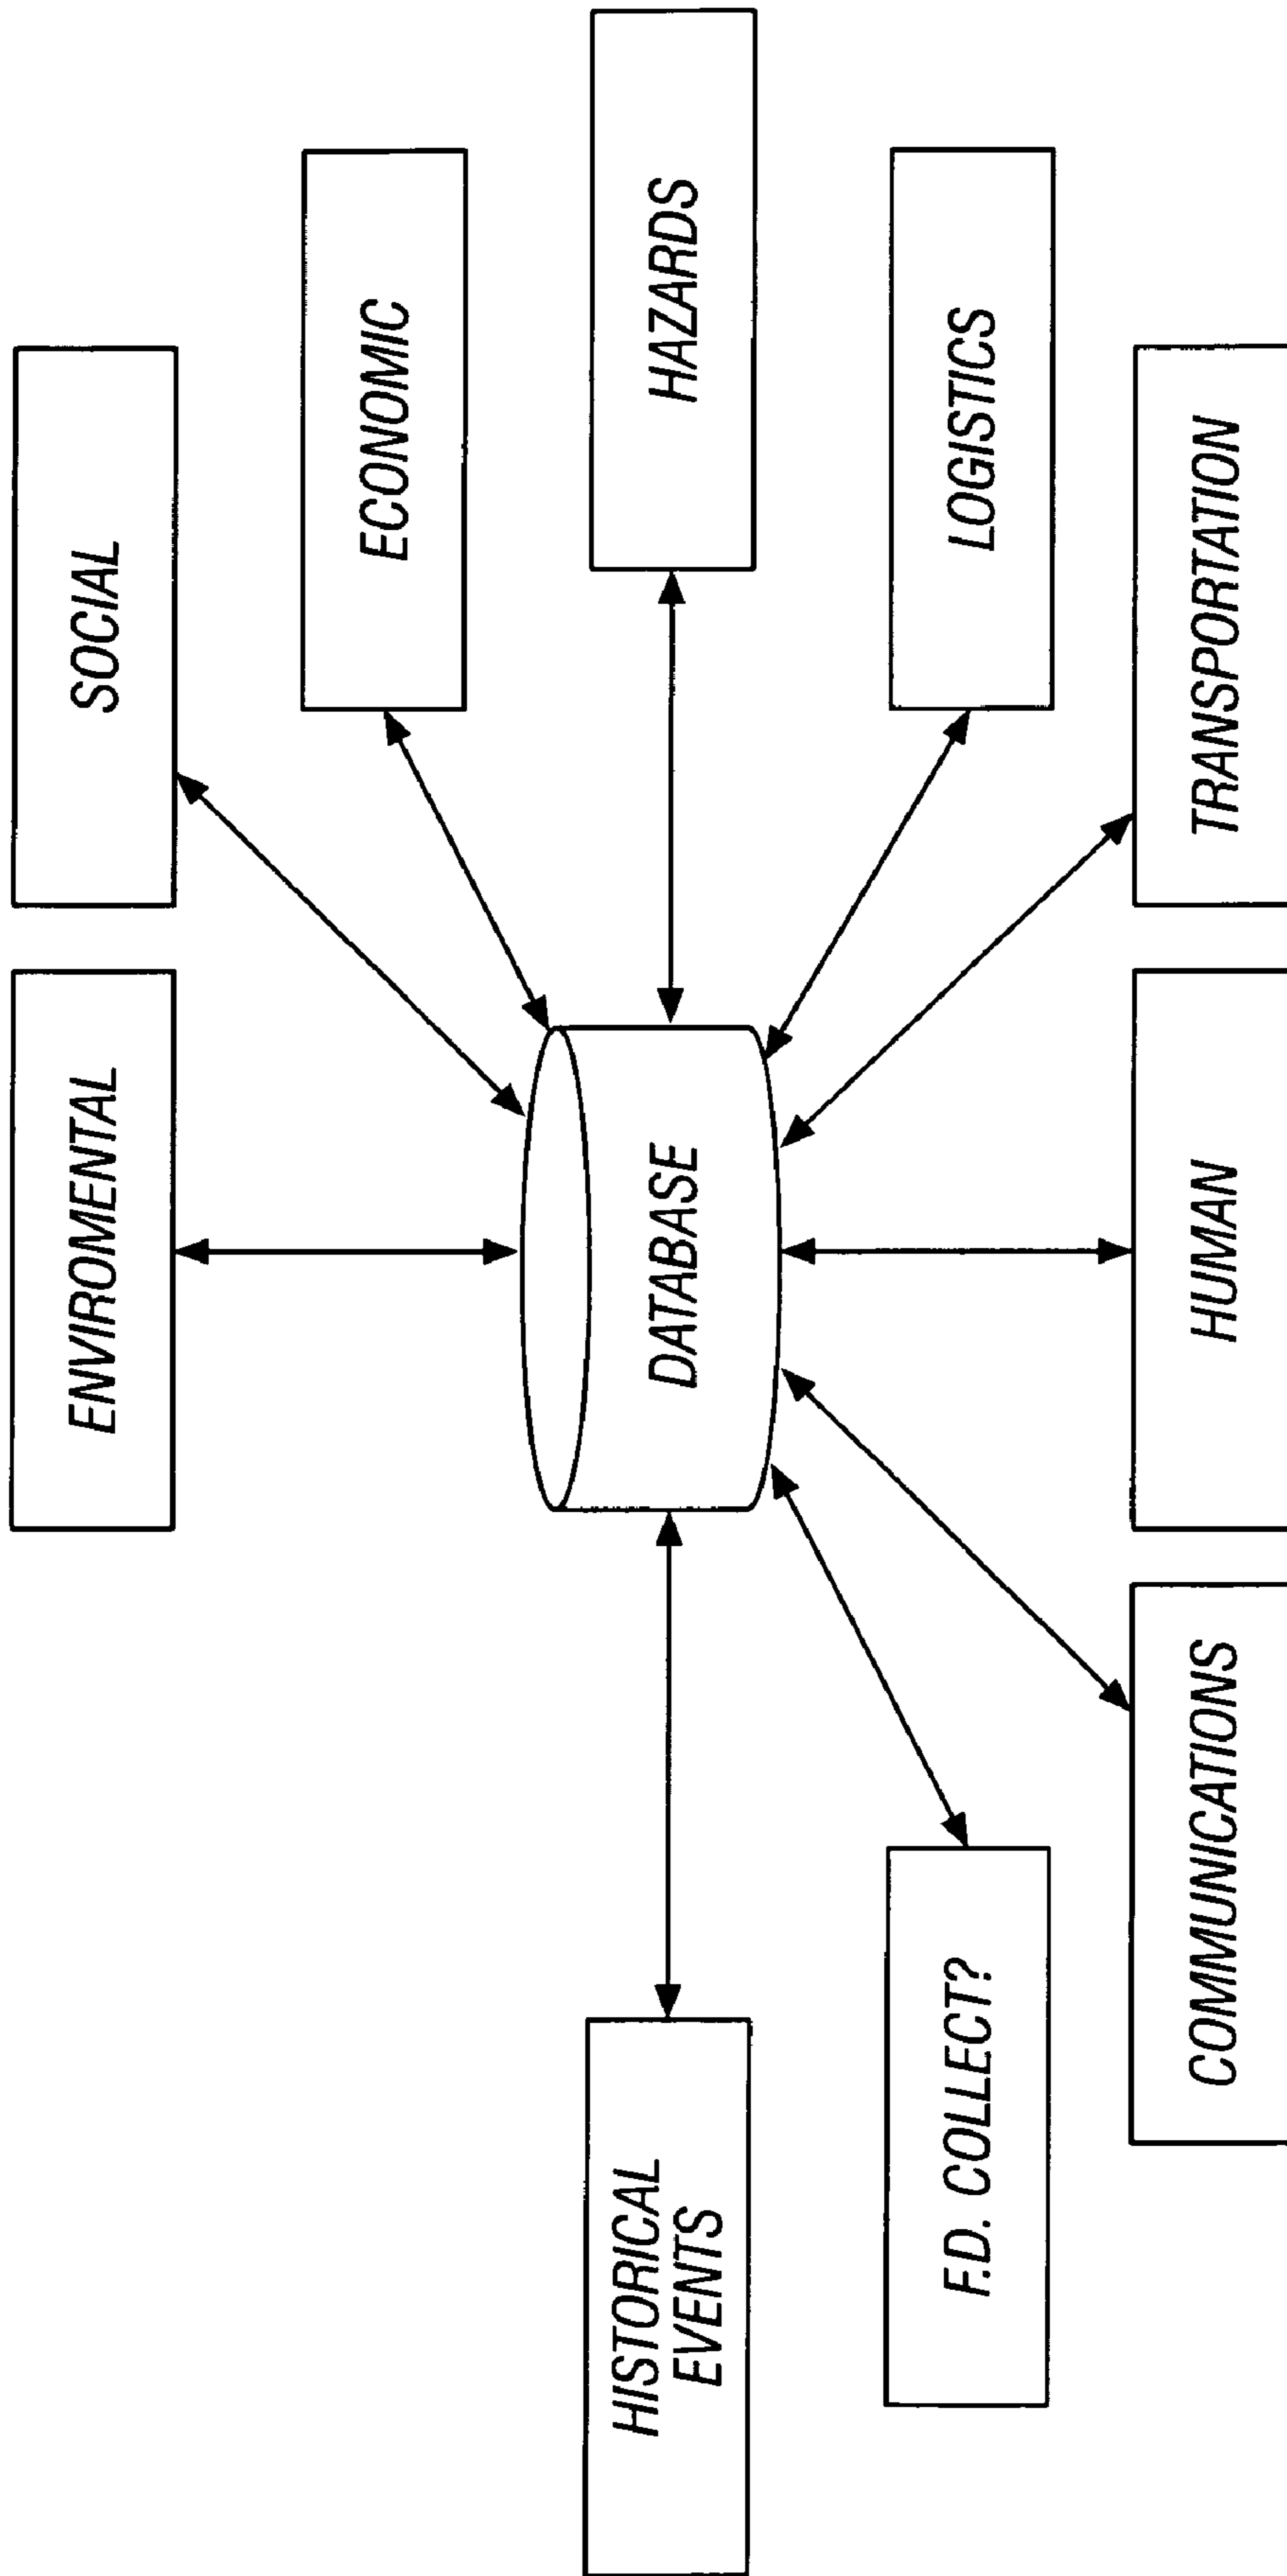 ENVIROMENTAL
SOCIAL
ECONOMIC
HISTORICAL
EVENTS
DATABASE
HAZARDS
F.D. COLLECT?
LOGISTICS
COMMUNICATIONS
HUMAN
TRANSPORTATION